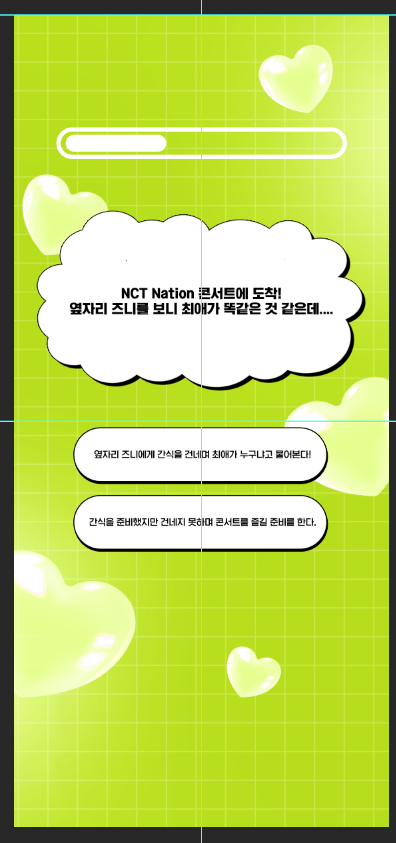 NCT Nation 콘서트에 도착!
옆자리 즈니를 보니 최애가 똑같은 것 같은데....
옆자리 즈니에게 간식을 건네며 최애가 누구냐고 물어본다!
간식을 준비했지만 건네지 못하며 콘서트를 즐길 준비를 한다.